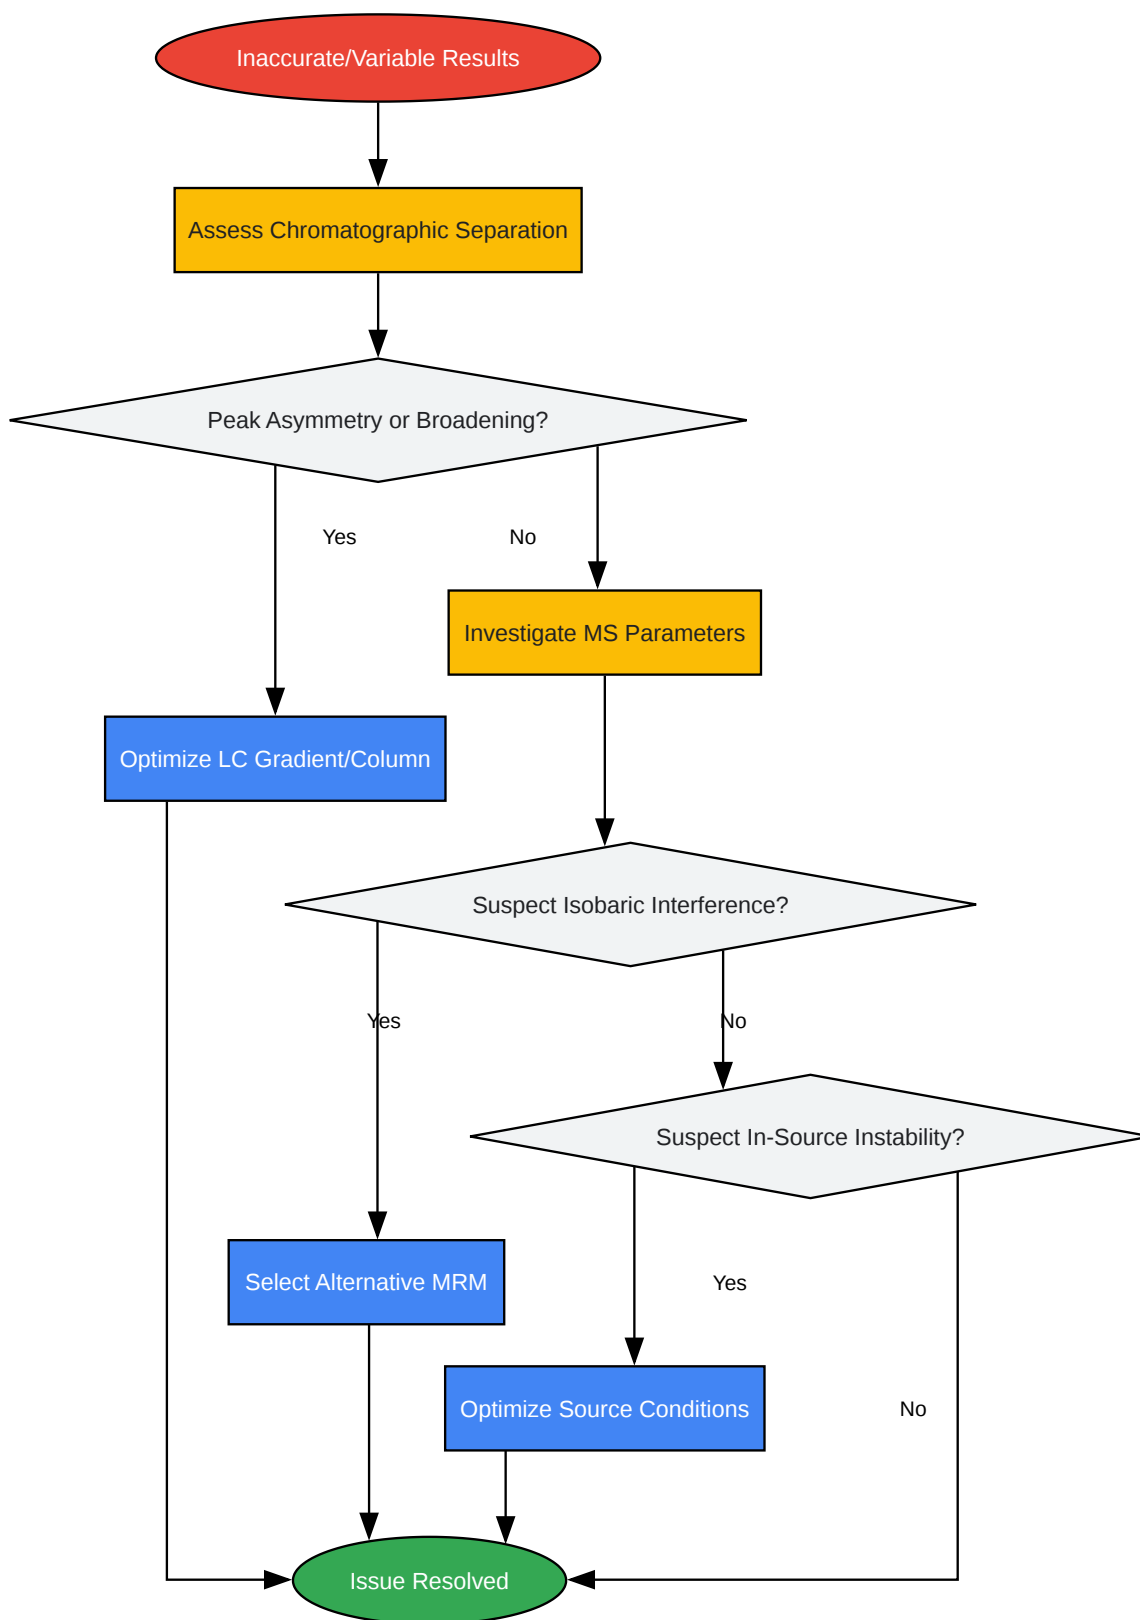 Inaccurate/Variable Results
Assess Chromatographic Separation
Peak Asymmetry or Broadening?
Yes
No
Investigate MS Parameters
Optimize LC Gradient/Column
Suspect Isobaric Interference?
Yes
No
Suspect In-Source Instability?
Select Alternative MRM
Yes
Optimize Source Conditions
No
Issue Resolved